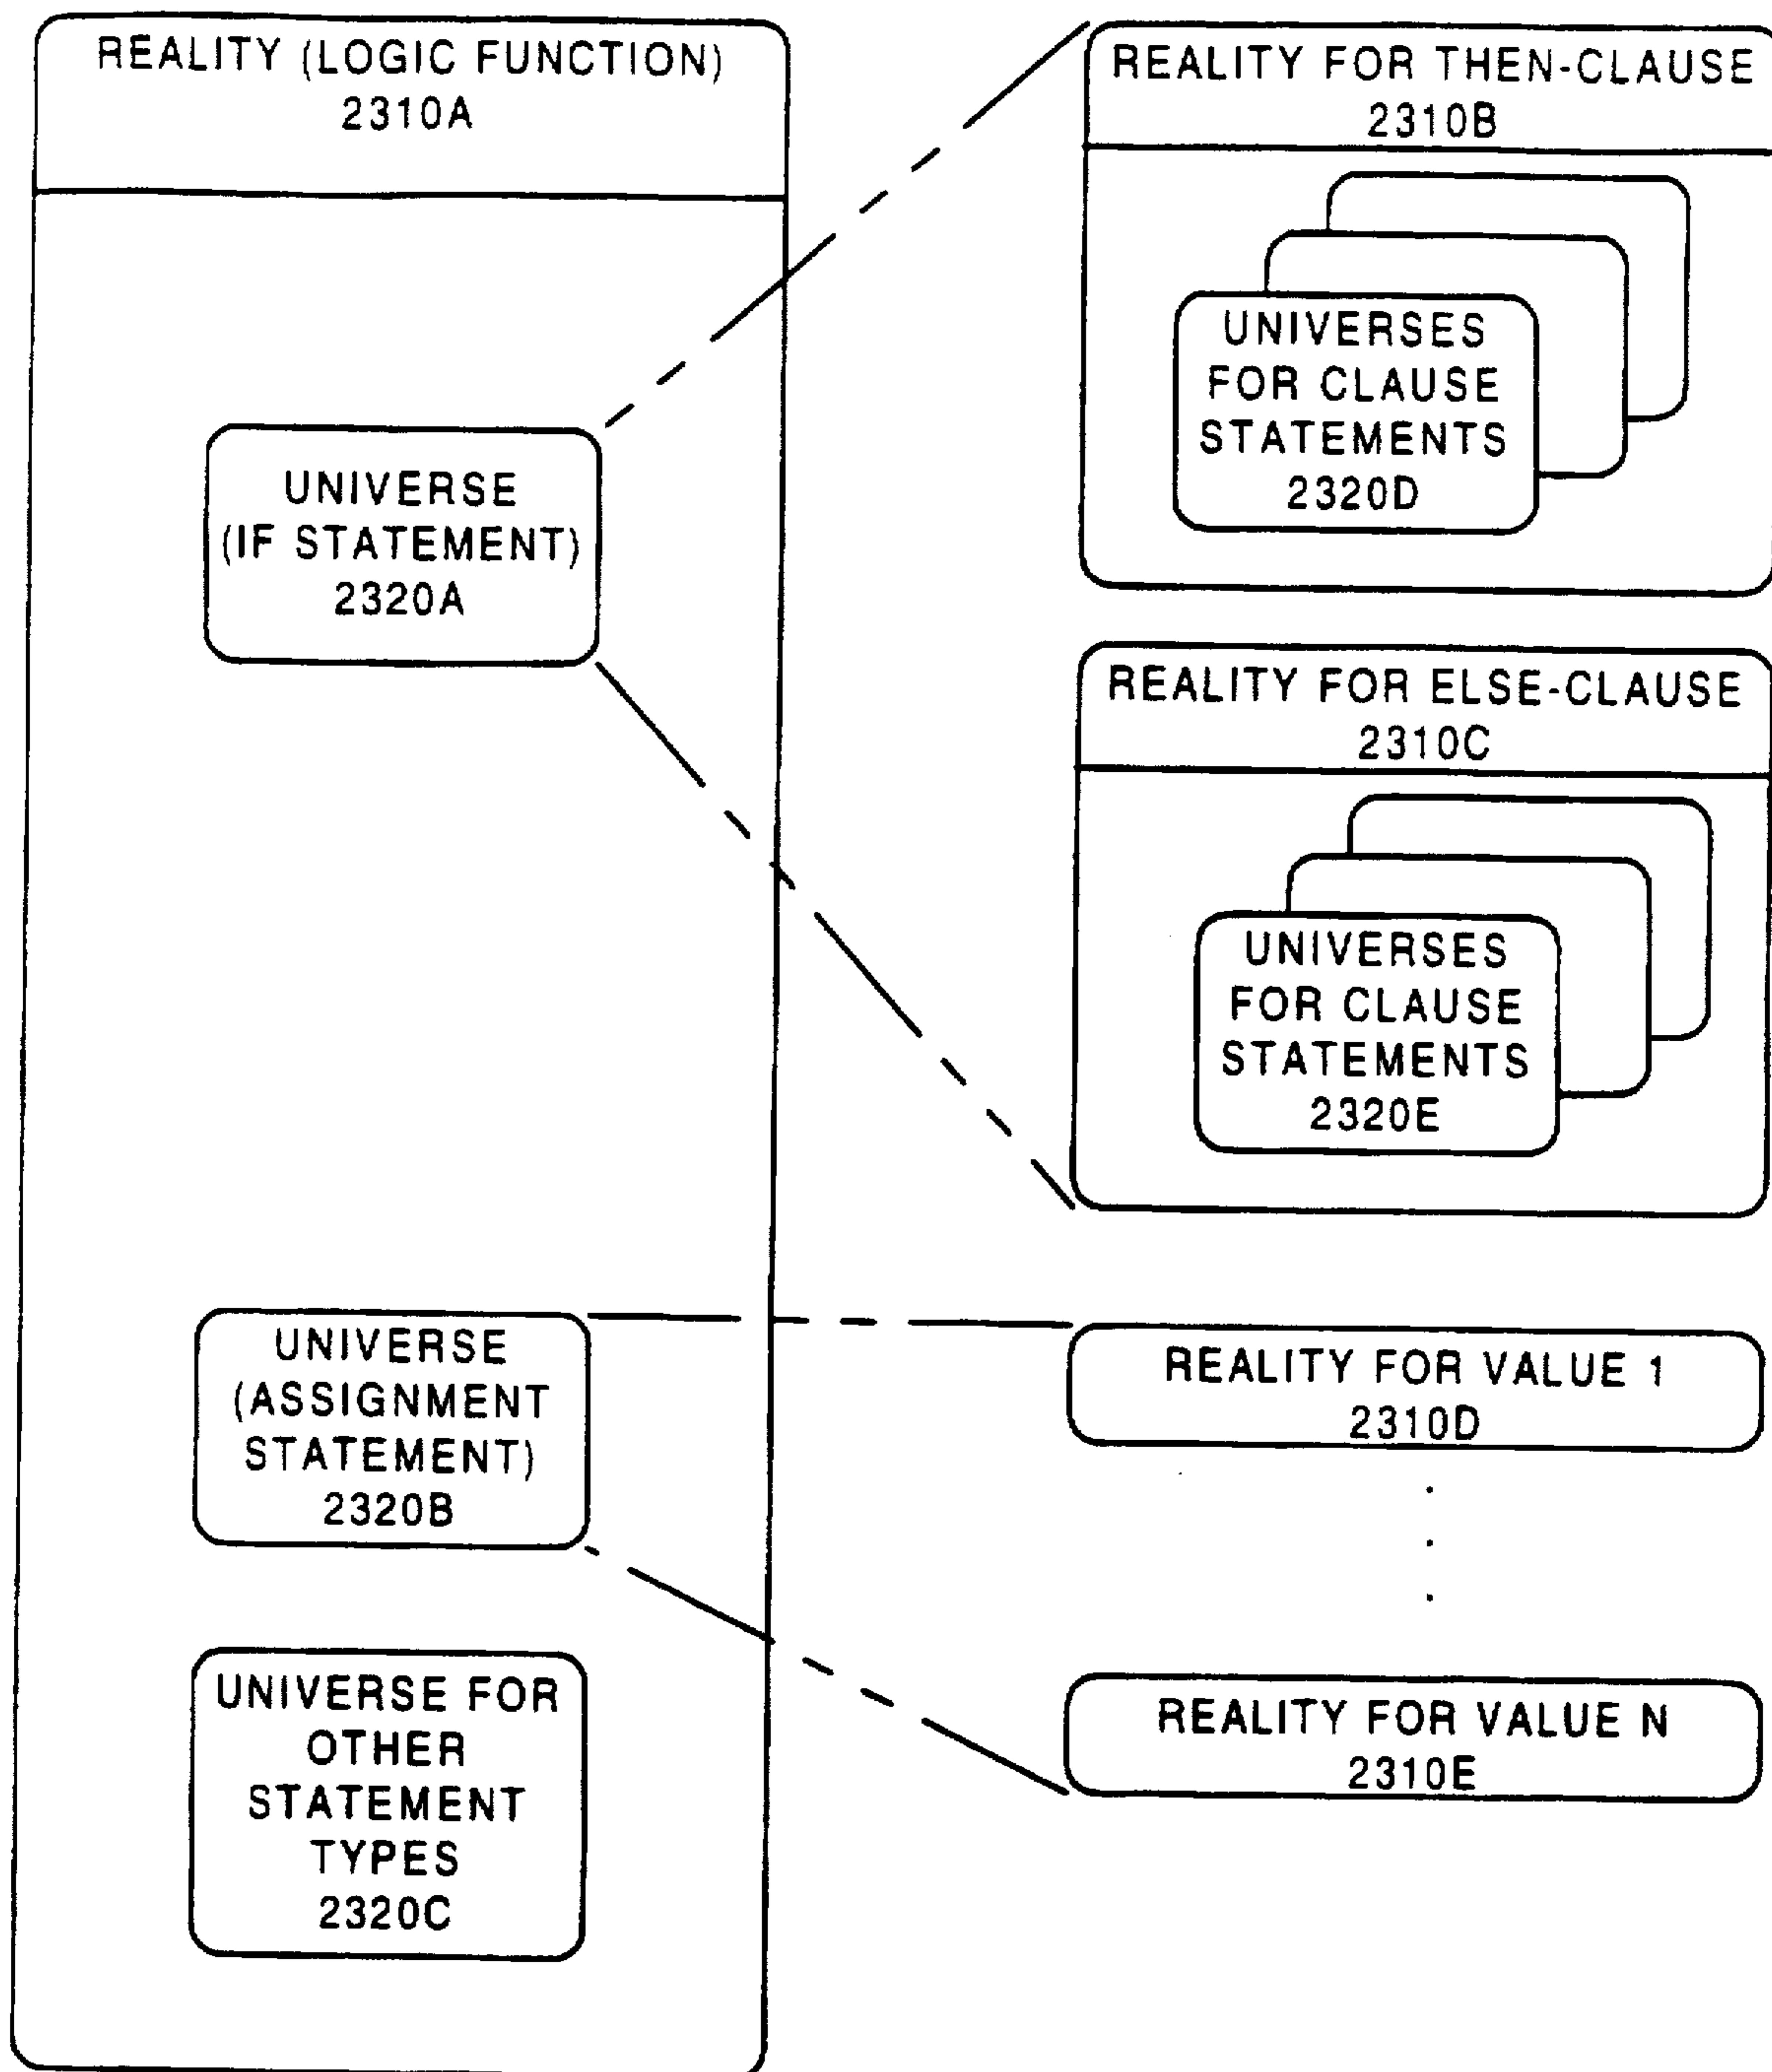 REALITY (LOGIC FUNCTION)
2310A
UNIVERSE
(IF STATEMENT)
2320A
UNIVERSE
(ASSIGNMENT
STATEMENT)
2320B
UNIVERSE FOR
OTHER
STATEMENT
TYPES
2320C
REALITY FOR THEN-CLAUSE
2310B
UNIVERSES
FOR CLAUSE
STATEMENTS
2320D
REALITY FOR ELSE-CLAUSE
2310C
UNIVERSES
FOR CLAUSE
STATEMENTS
2320E
REALITY FOR VALUE 1
2310D
REALITY FOR VALUE N
2310E